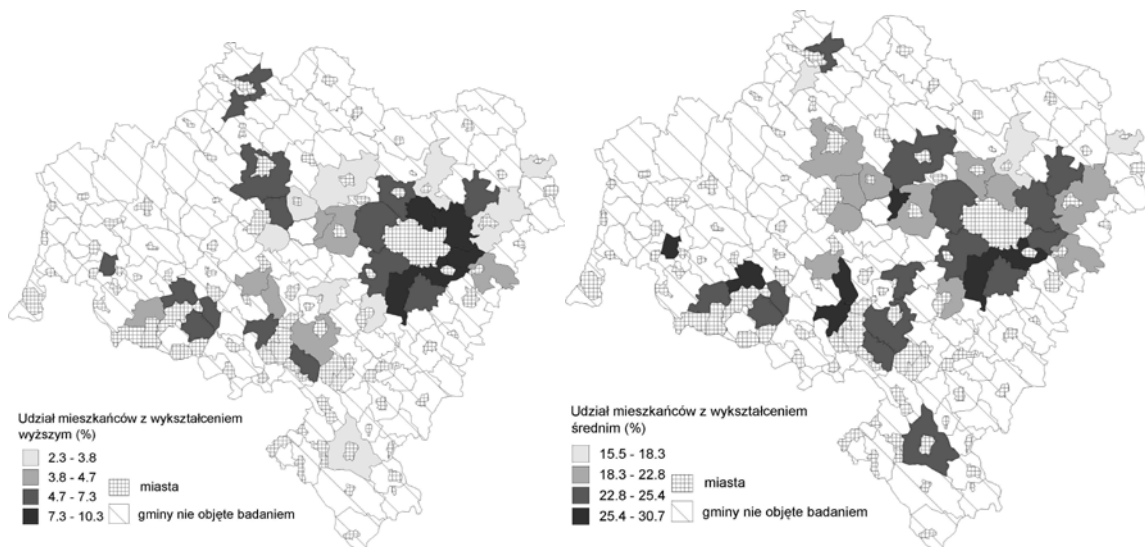 Udział mieszkańców z wykształceniem
wyższym (%)
2.3 - 3.8
3.8 - 4.7
4.7 - 7.3
7.3 - 10.3
miasta
gminy nie objęte badaniem
Udział mieszkańców z wykształceniem
średnim (%)
15.5 - 18.3
18.3 - 22.8
22.8 - 25.4
25.4 - 30.7
miasta
gminy nie objęte badaniem